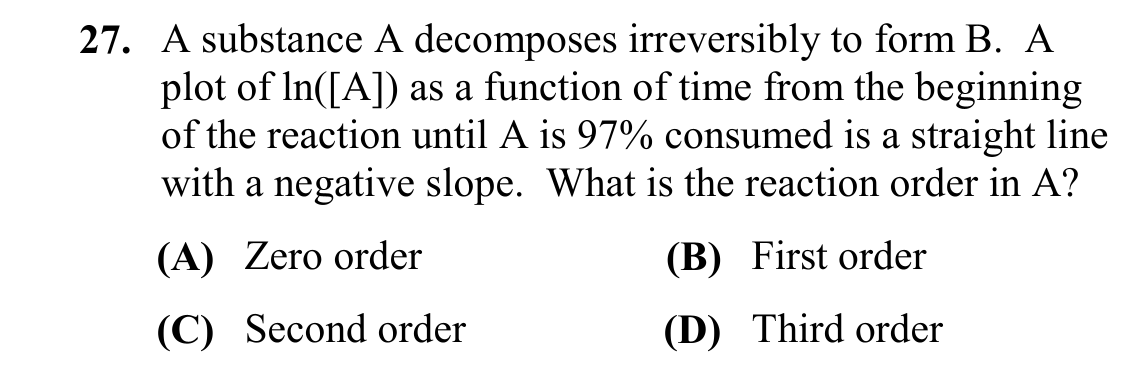 27. A substance A decomposes irreversibly to form B. A
plot of ln([A]) as a function of time from the beginning
of the reaction until A is 97% consumed is a straight line
with a negative slope. What is the reaction order in A?
(A) Zero order (B) First order
(C) Second order (D) Third order